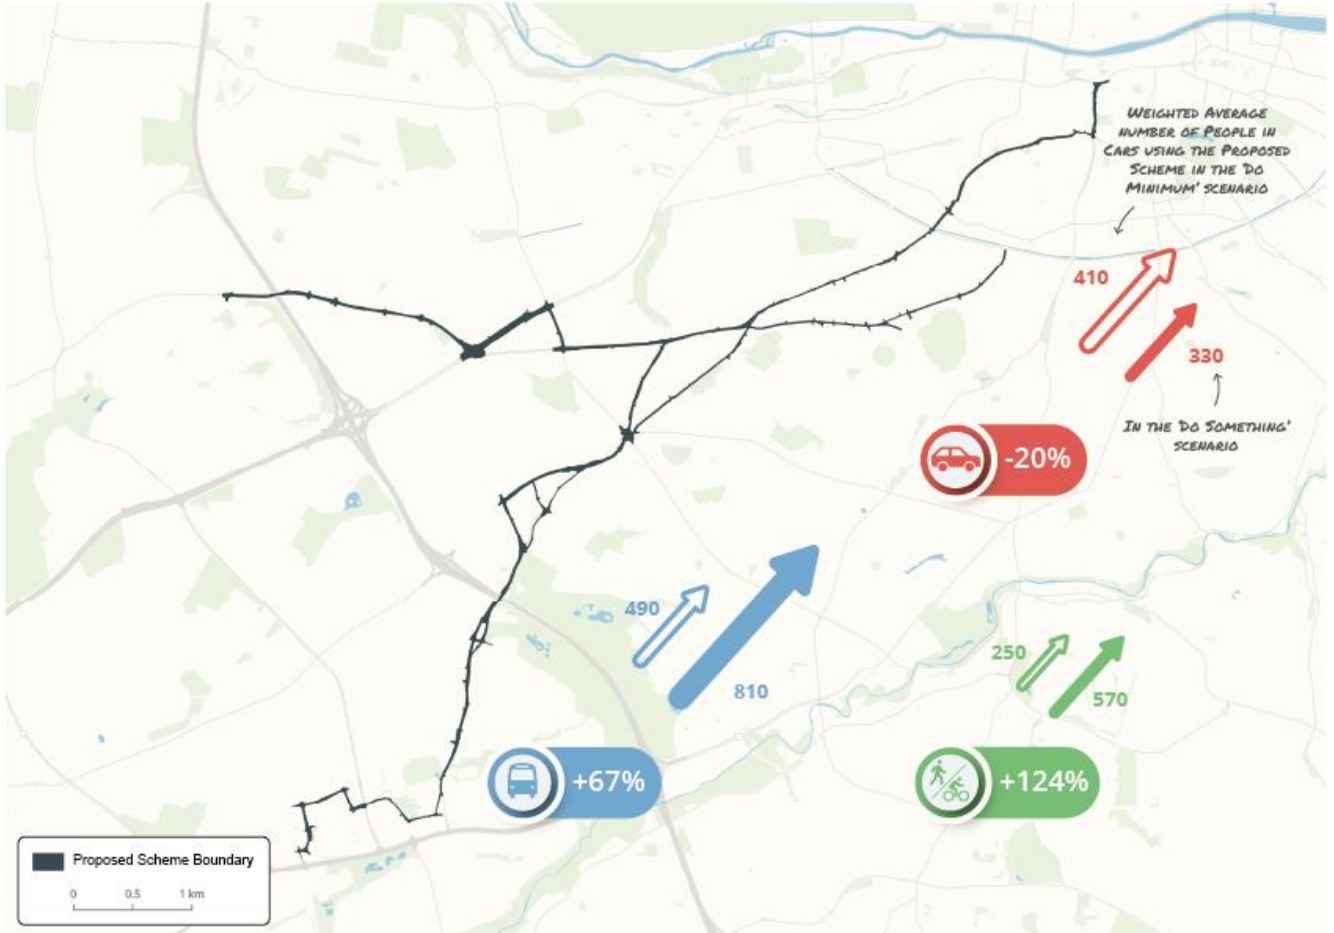 WEIGHTED AVERAGE
NUMBER OF PEOPLE IN
CARS USING THE PROPOSED
SCHEME IN THE 'DO
MINIMUM' SCENARIO
410
330
IN THE 'DO SOMETHING'
SCENARIO
-20%
490
810
+67%
250
570
+124%
Proposed Scheme Boundary
0 0.5 1 km